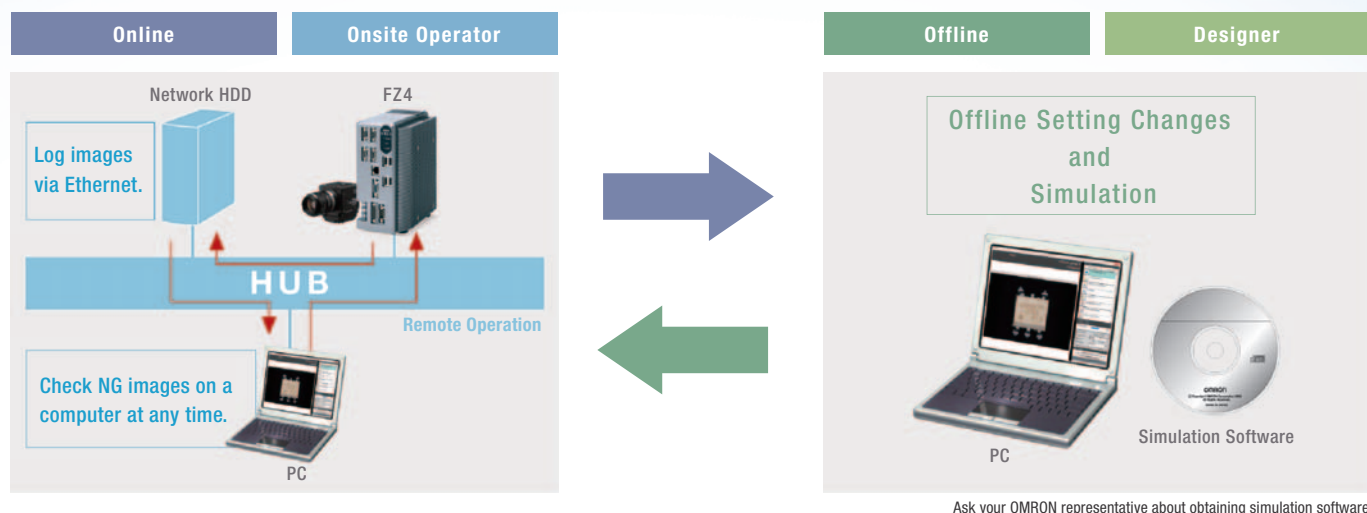 Online
Onsite Operator
Network HDD
FZ4
Log images
via Ethernet.
HUB
Remote Operation
Check NG images on a
computer at any time.
PC
Offline
Designer
Offline Setting Changes
and
Simulation
OMRON
PC
Simulation Software
Ask your OMRON representative about obtaining simulation software